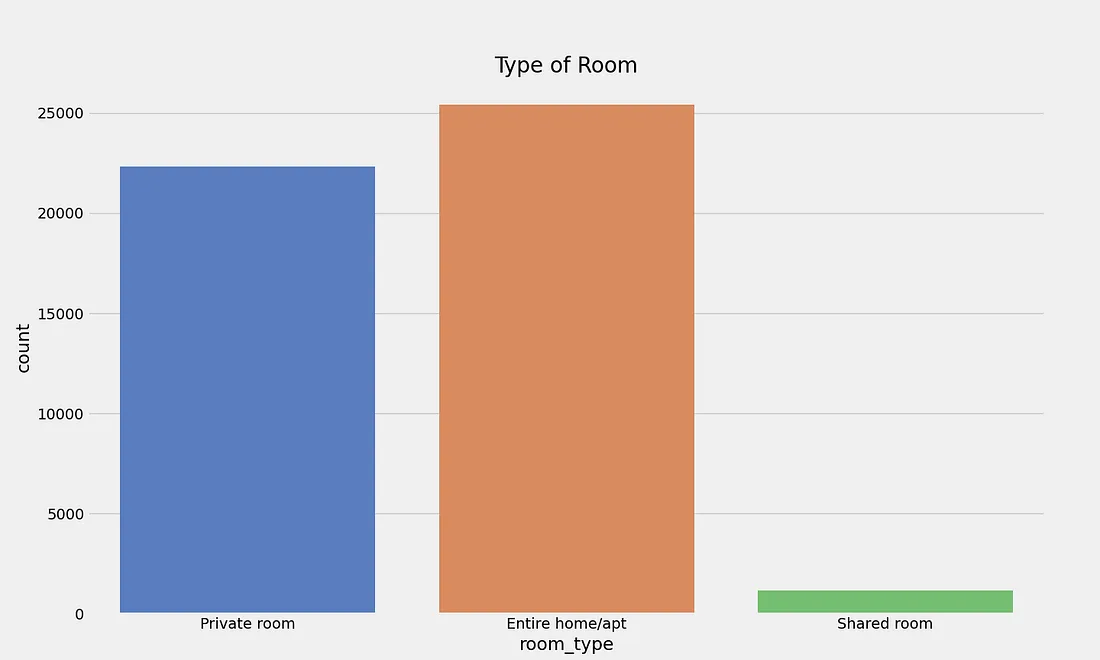 Type of Room
25000
20000
15000
10000
5000
0
count
Private room
Entire home/apt
Shared room
room_type